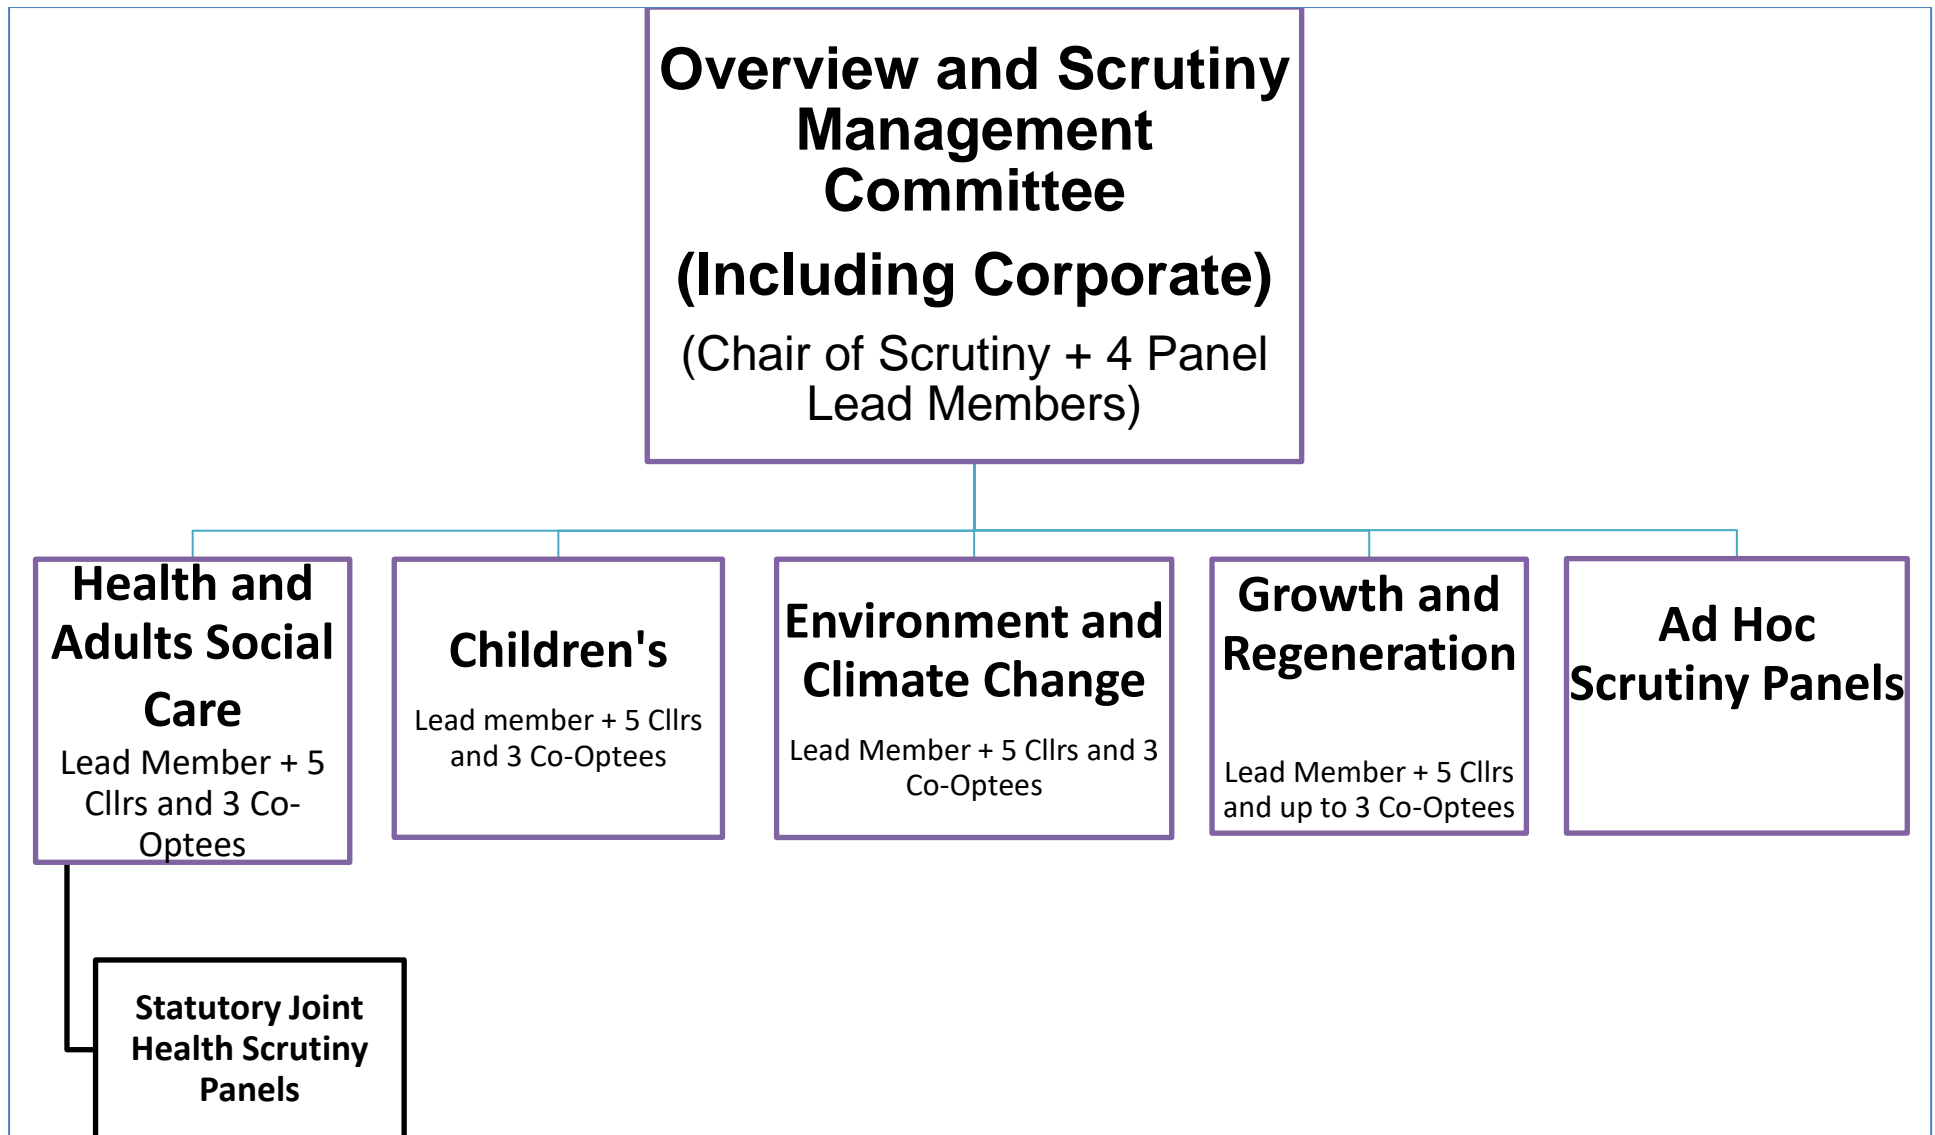 Overview and Scrutiny
Management
Committee
(Including Corporate)
(Chair of Scrutiny + 4 Panel
Lead Members)
Health and
Adults Social
Care
Lead Member + 5
Cllrs and 3 Co-
Optees
Children's
Lead member + 5 Cllrs
and 3 Co-Optees
Environment and
Climate Change
Lead Member + 5 Cllrs and 3
Co-Optees
Growth and
Regeneration
Lead Member + 5 Cllrs
and up to 3 Co-Optees
Ad Hoc
Scrutiny Panels
Statutory Joint
Health Scrutiny
Panels